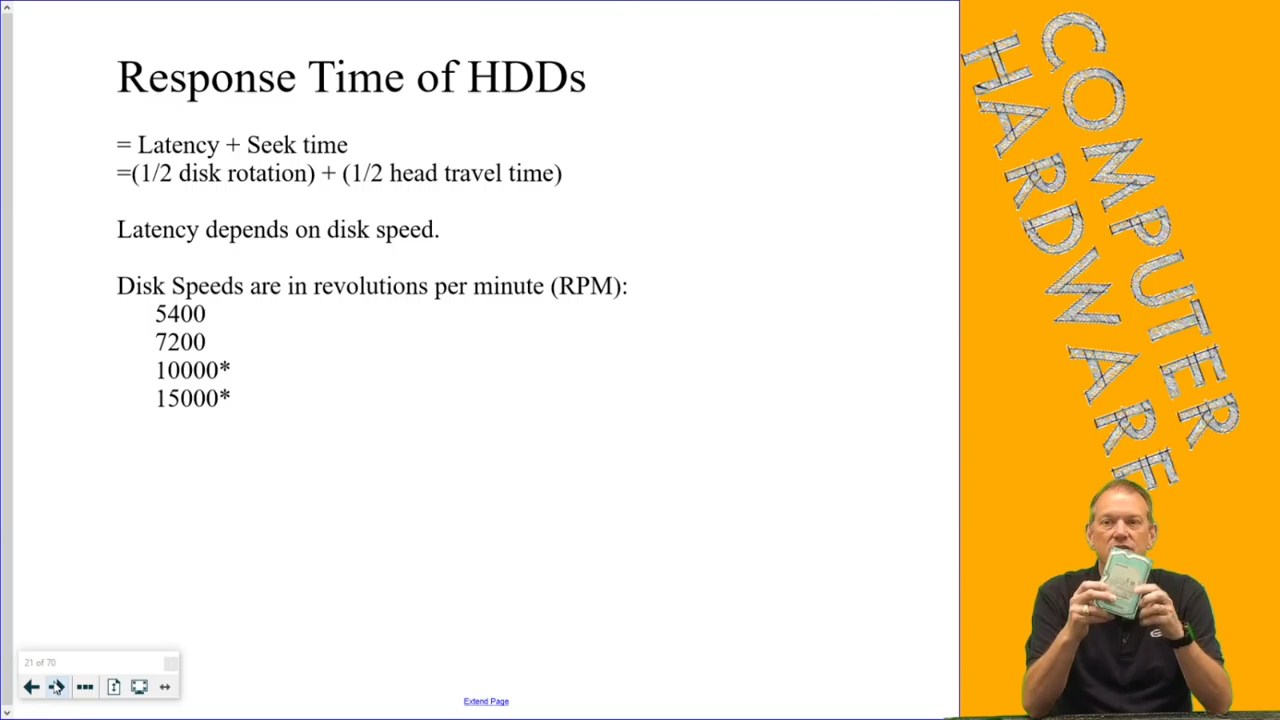 Response Time of HDDs
= Latency + Seek time
=(1/2 disk rotation) + (1/2 head travel time)
Latency depends on disk speed.
Disk Speeds are in revolutions per minute (RPM):
5400
7200
10000*
15000*
21 of 70
Extend Page
COMPUTER
HARDWARE